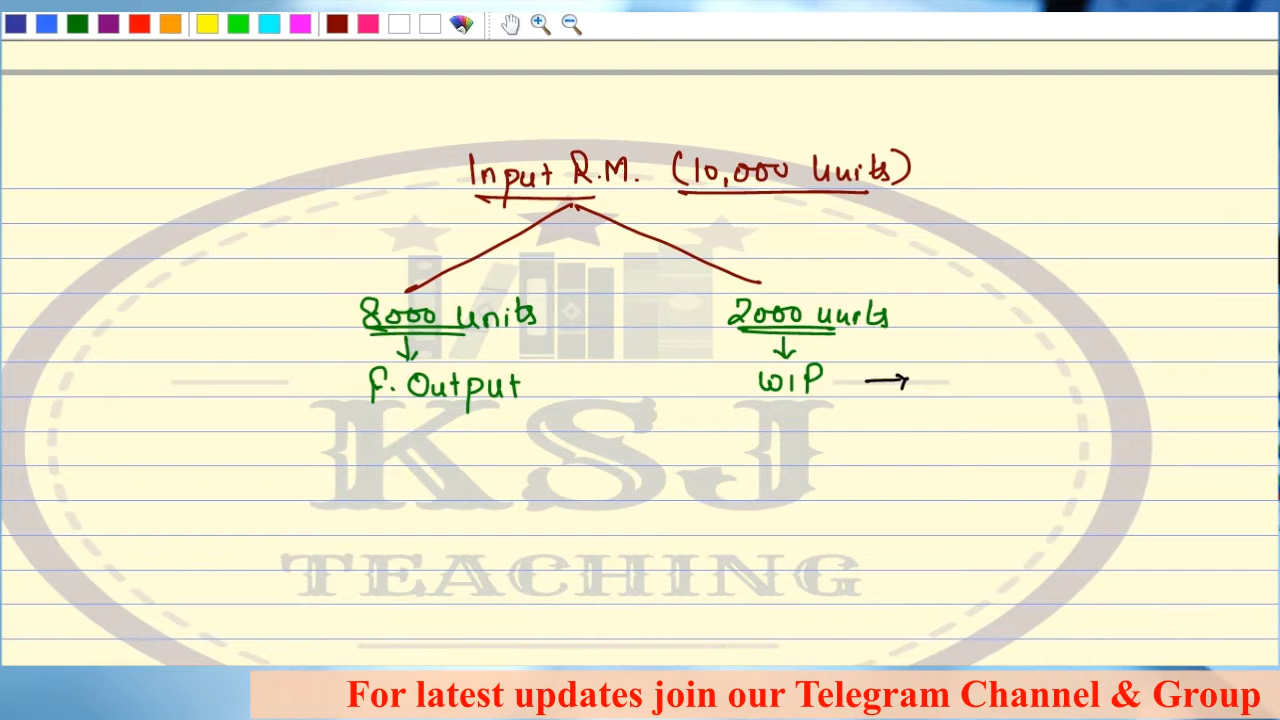 Input R.M. (10,000 Units)
8000 Units 2000 units
F. Output WIP
KSJ
TEACHING
For latest updates join our Telegram Channel & Group